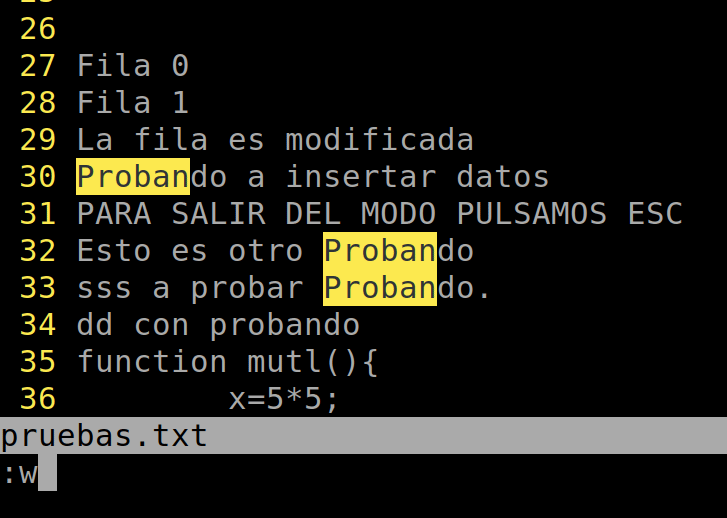 26
27 Fila 0
28 Fila 1
29 La fila es modificada
30 Probando a insertar datos
31 PARA SALIR DEL MODO PULSAMOS ESC
32 Esto es otro Probando
33 sss a probar Probando.
34 dd con probando
35 function mutl(){
36         x=5*5;
pruebas.txt
:w